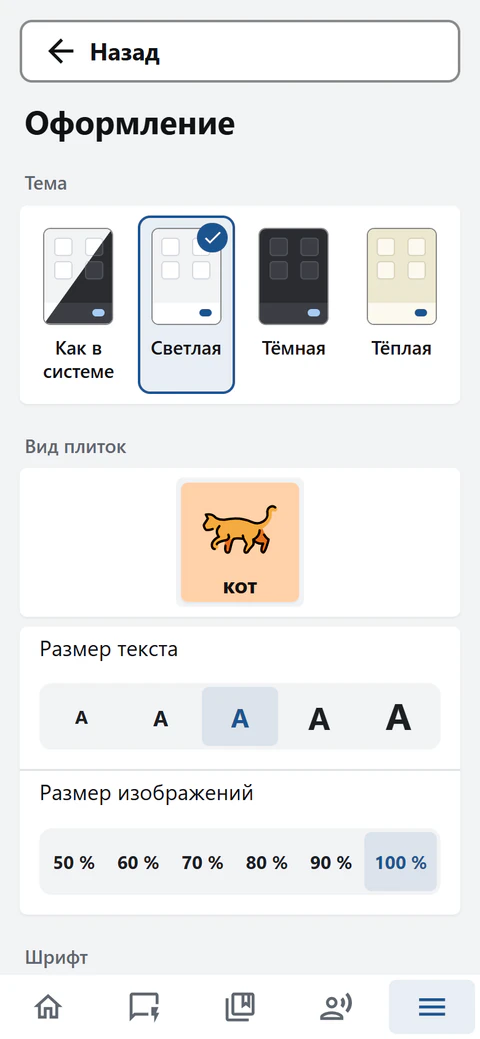 Назад
Оформление
Тема
Как в
системе
Светлая
Тёмная
Тёплая
Вид плиток
кот
Размер текста
A A A A A
Размер изображений
50 % 60 % 70 % 80 % 90 % 100 %
Шрифт